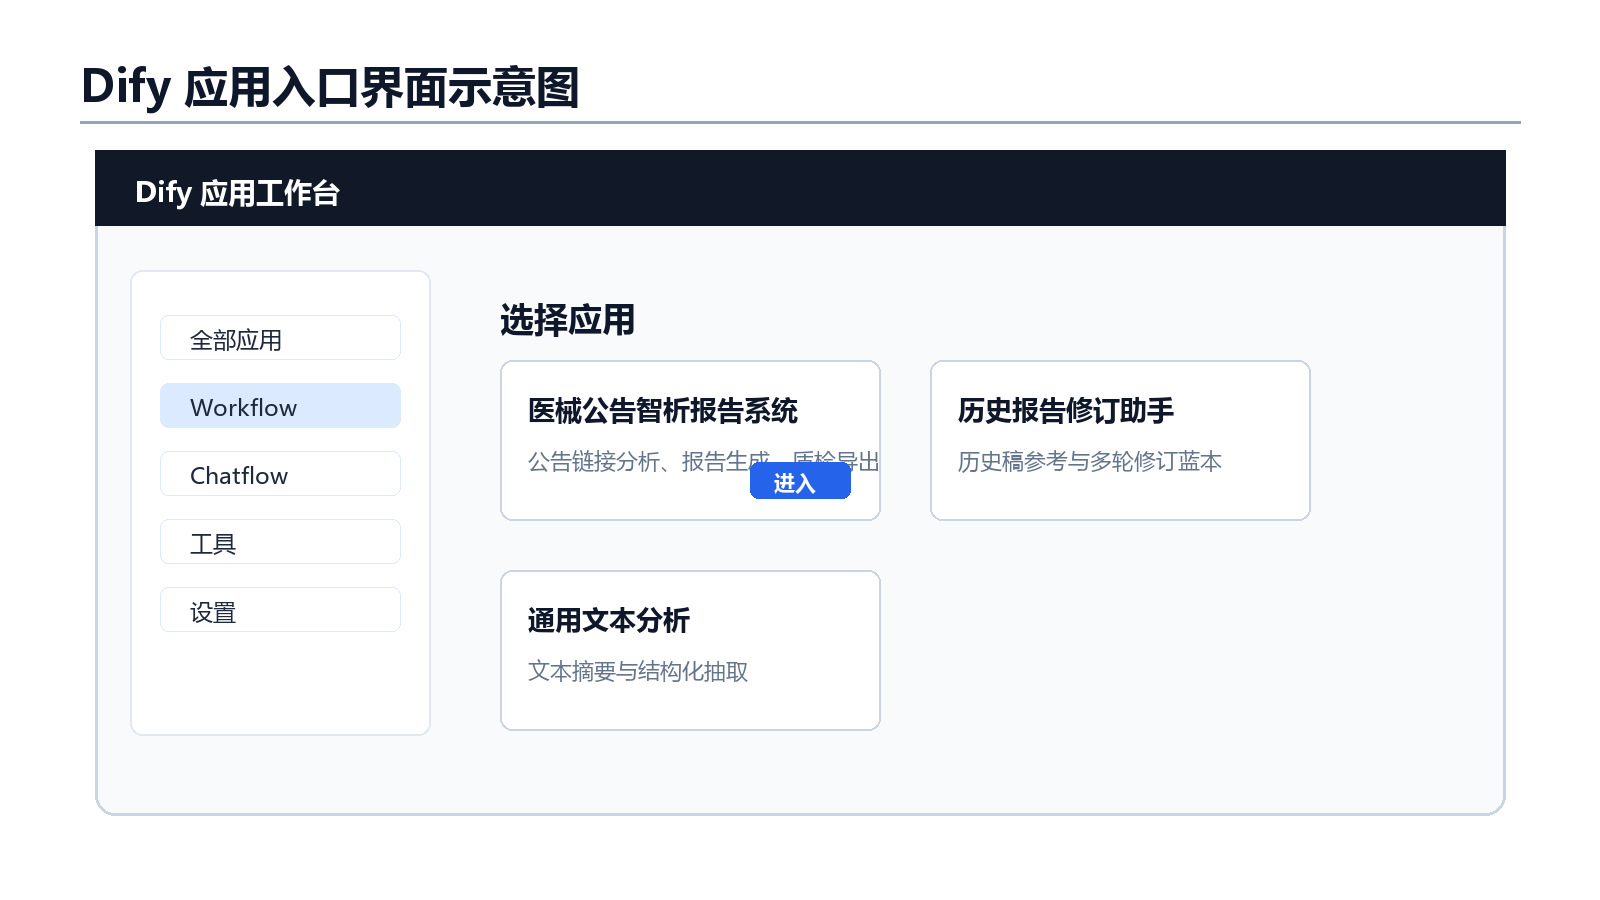 Dify 应用入口界面示意图
Dify 应用工作台
全部应用
Workflow
Chatflow
工具
设置
选择应用
医械公告智析报告系统
公告链接分析、报告生成、质检导出
进入
历史报告修订助手
历史稿参考与多轮修订蓝本
通用文本分析
文本摘要与结构化抽取